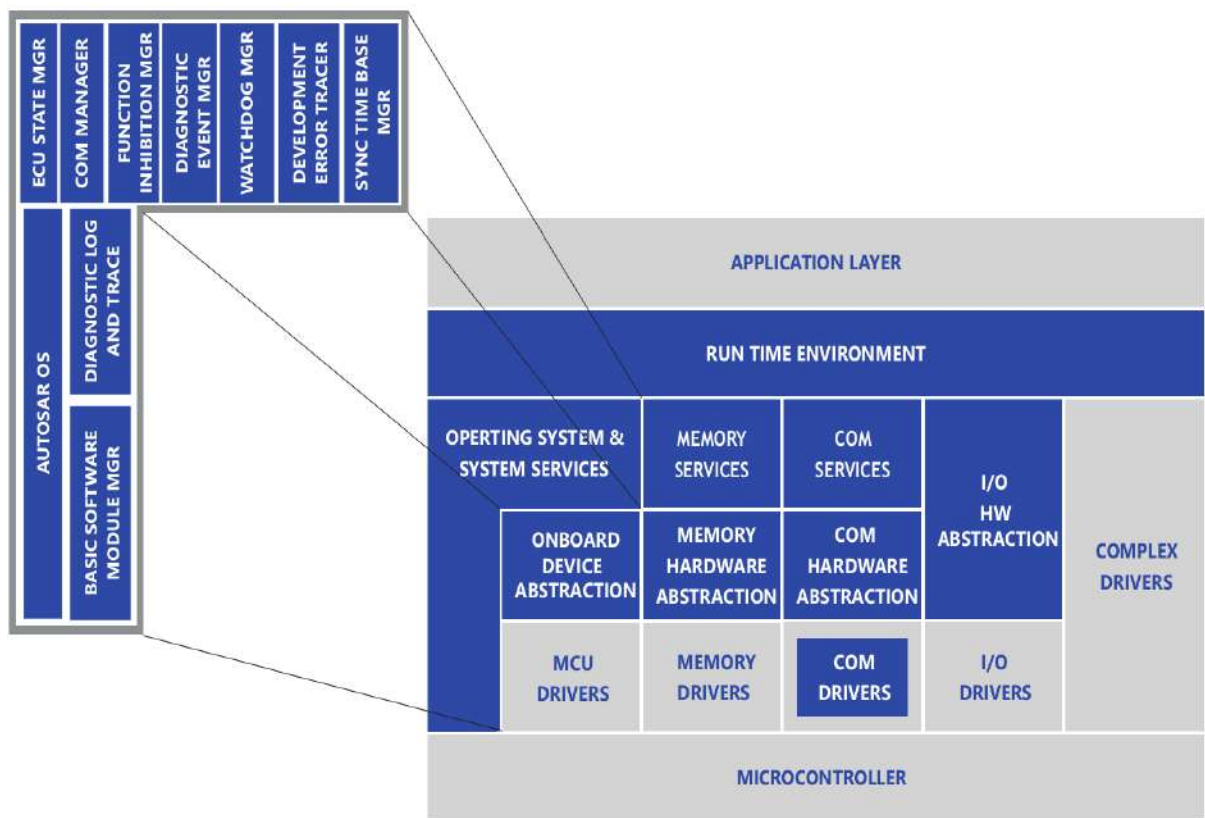 ECU STATE MGR
COM MANAGER
FUNCTION
INHIBITION MGR
DIAGNOSTIC
EVENT MGR
WATCHDOG MGR
DEVELOPMENT
ERROR TRACER
SYNC TIME BASE
MGR
AUTOSAR OS
DIAGNOSTIC LOG
AND TRACE
BASIC SOFTWARE
MODULE MGR
APPLICATION LAYER
RUN TIME ENVIRONMENT
OPERTING SYSTEM &
SYSTEM SERVICES
MEMORY
SERVICES
COM
SERVICES
I/O
HW
ABSTRACTION
COMPLEX
DRIVERS
ONBOARD
DEVICE
ABSTRACTION
MEMORY
HARDWARE
ABSTRACTION
COM
HARDWARE
ABSTRACTION
MCU
DRIVERS
MEMORY
DRIVERS
COM
DRIVERS
I/O
DRIVERS
MICROCONTROLLER